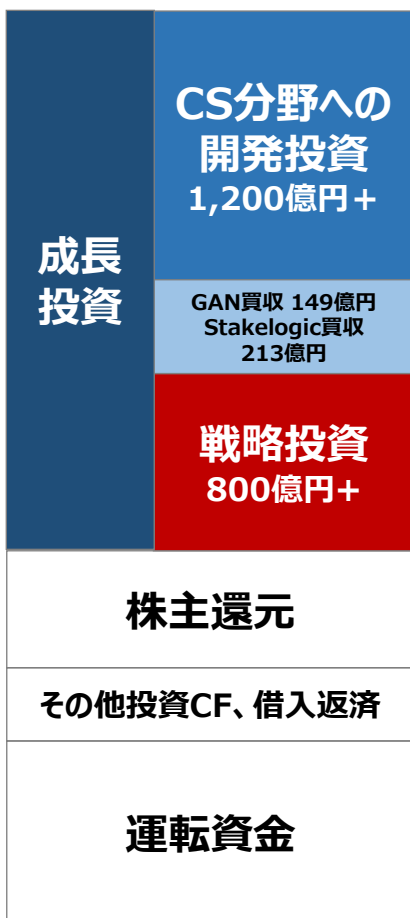 成長
投資
CS分野への
開発投資
1,200億円＋
GAN買収 149億円
Stakelogic買収
213億円
戦略投資
800億円+
株主還元
その他投資CF、借入返済
運転資金